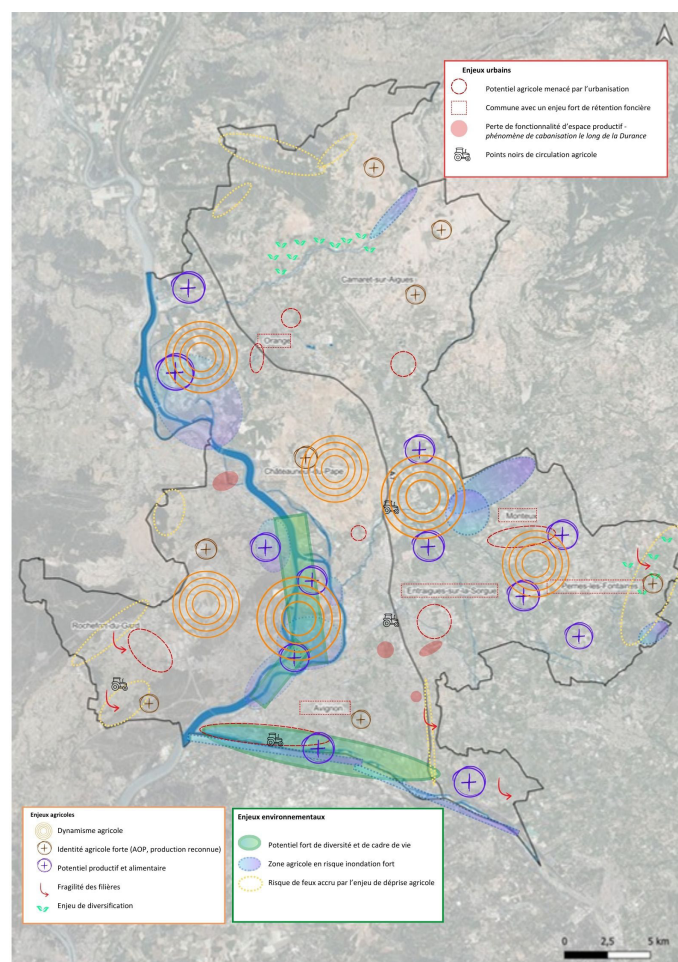 Enjeux urbains
Potentiel agricole menacé par l'urbanisation
Commune avec un enjeu fort de rétention foncière
Perte de fonctionnalité d'espace productif -
phénomène de cabanisation le long de la Durance
Points noirs de circulation agricole
Camaret-sur-Aigues
Orange
Châteauneuf-du-Pape
Monteux
Entraigues-sur-la-Sorgue
Pernes-les-Fontaines
Rochefort-du-Gard
Avignon
Enjeux agricoles
Dynamisme agricole
Identité agricole forte (AOP, production reconnue)
Potentiel productif et alimentaire
Fragilité des filières
Enjeu de diversification
Enjeux environnementaux
Potentiel fort de diversité et de cadre de vie
Zone agricole en risque inondation fort
Risque de feux accru par l'enjeu de déprise agricole
0 2,5 5 km